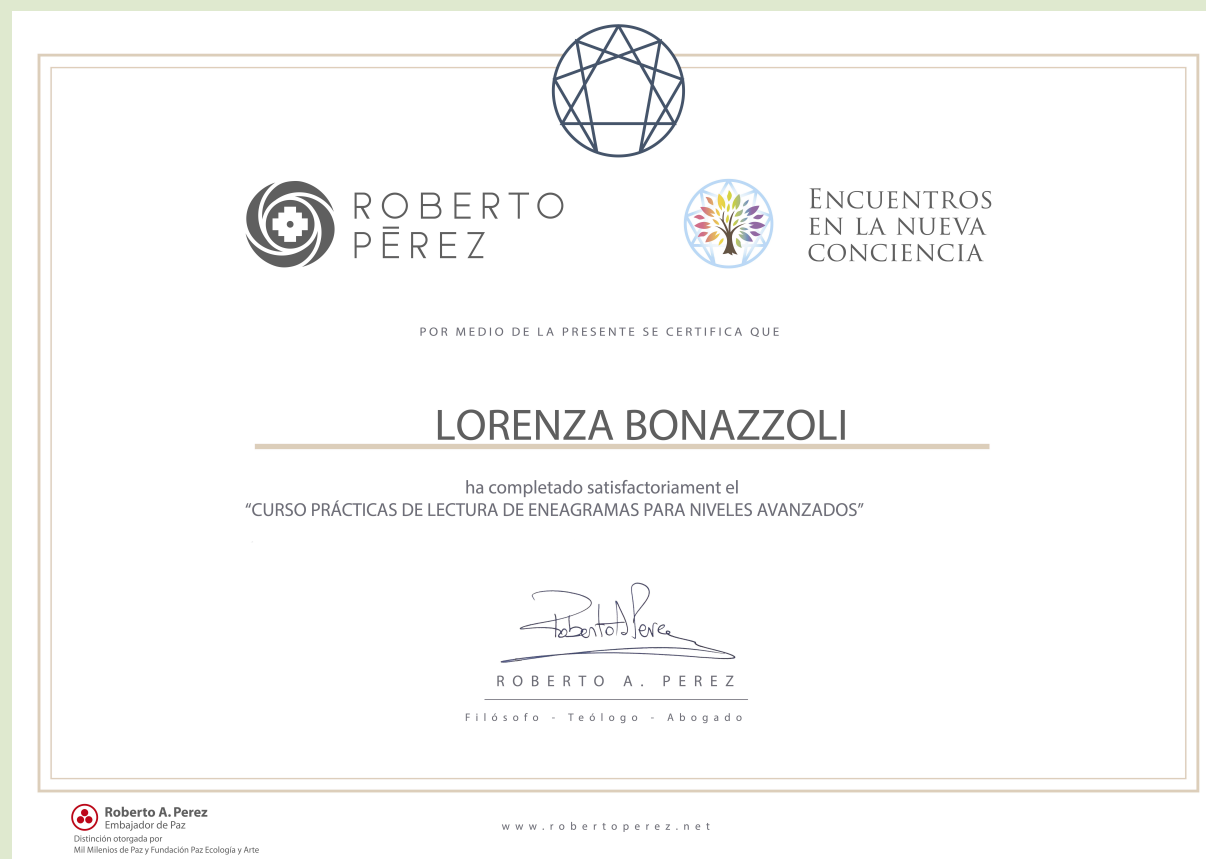 ROBERTO
PĒREZ
ENCUENTROS
EN LA NUEVA
CONCIENCIA
POR MEDIO DE LA PRESENTE SE CERTIFICA QUE
LORENZA BONAZZOLI
ha completado satisfactoriament el
“CURSO PRÁCTICAS DE LECTURA DE ENEAGRAMAS PARA NIVELES AVANZADOS”
Roberto A Perez
ROBERTO A. PEREZ
Filósofo - Teólogo - Abogado
Roberto A. Perez
Embajador de Paz
Distinción otorgada por
Mil Milenios de Paz y Fundación Paz Ecología y Arte
www.robertoperez.net